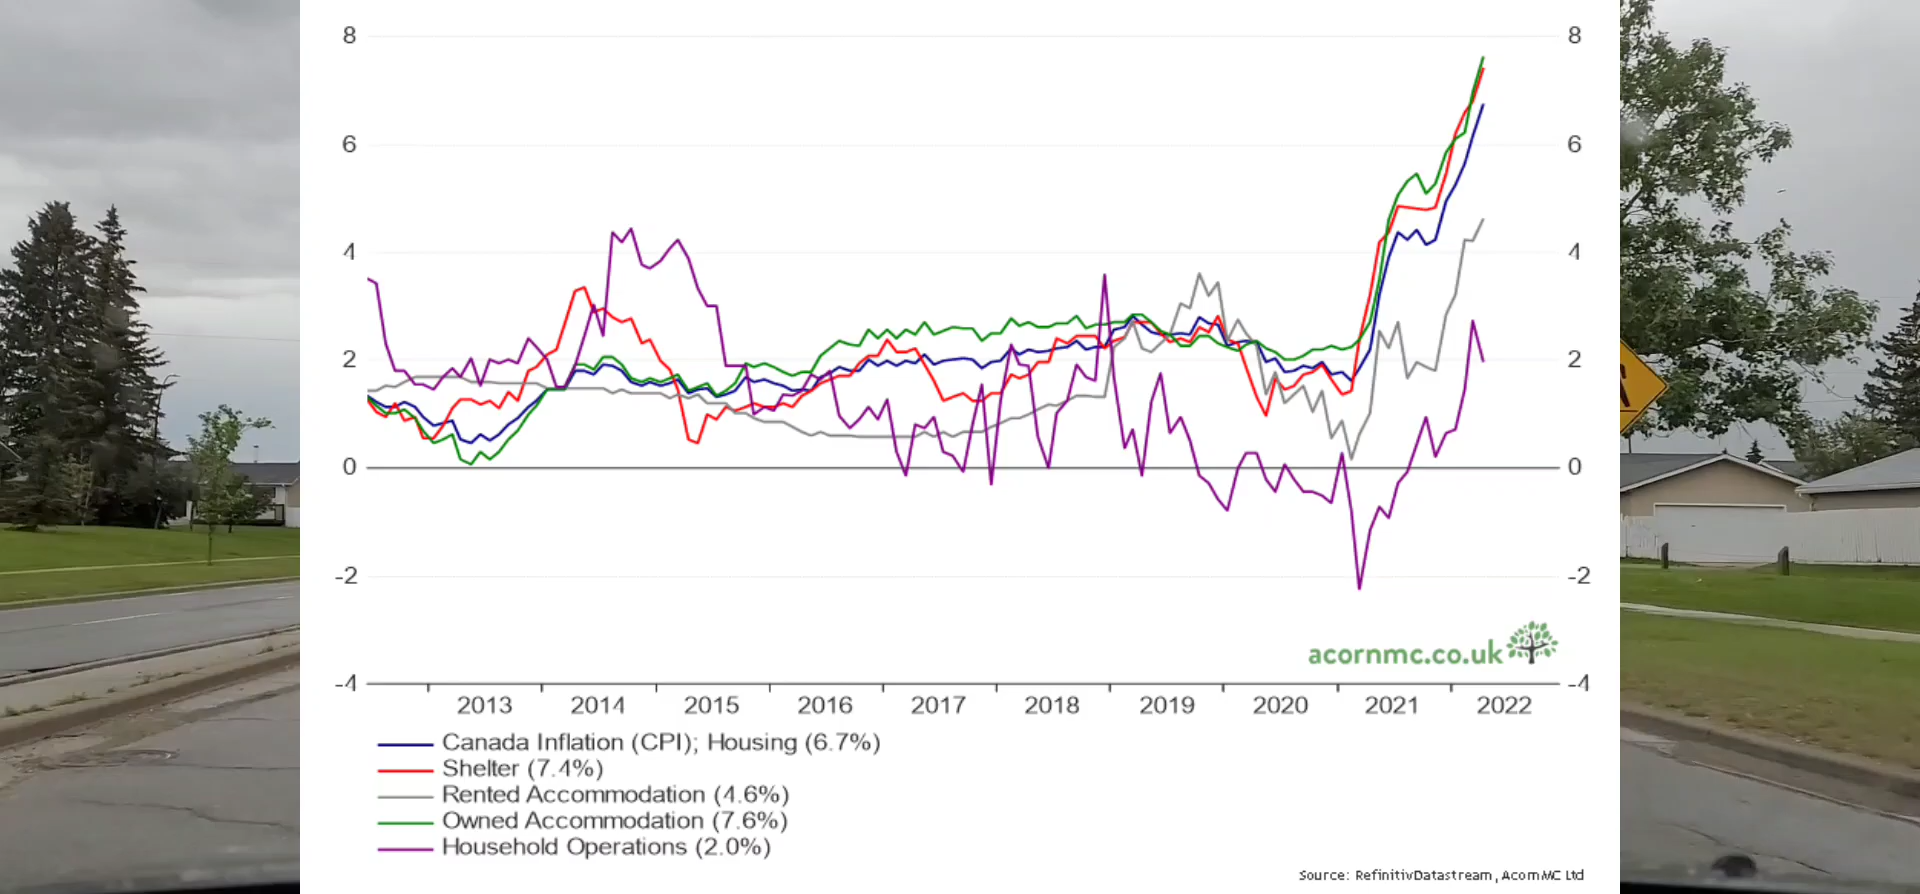 8 8
6 6
4 4
2 2
0 0
-2 -2
acornmc.co.uk
-4 -4
2013 2014 2015 2016 2017 2018 2019 2020 2021 2022
Canada Inflation (CPI); Housing (6.7%)
Shelter (7.4%)
Rented Accommodation (4.6%)
Owned Accommodation (7.6%)
Household Operations (2.0%)
Source: Refinitiv Datastream, AcornMC Ltd